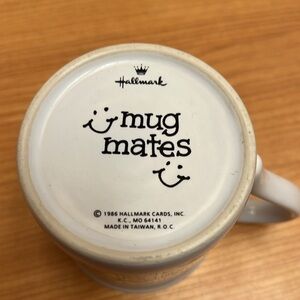 Hallmark
mug
mates
© 1986 HALLMARK CARDS, INC.
K.C., MO 64141
MADE IN TAIWAN, R.O.C.